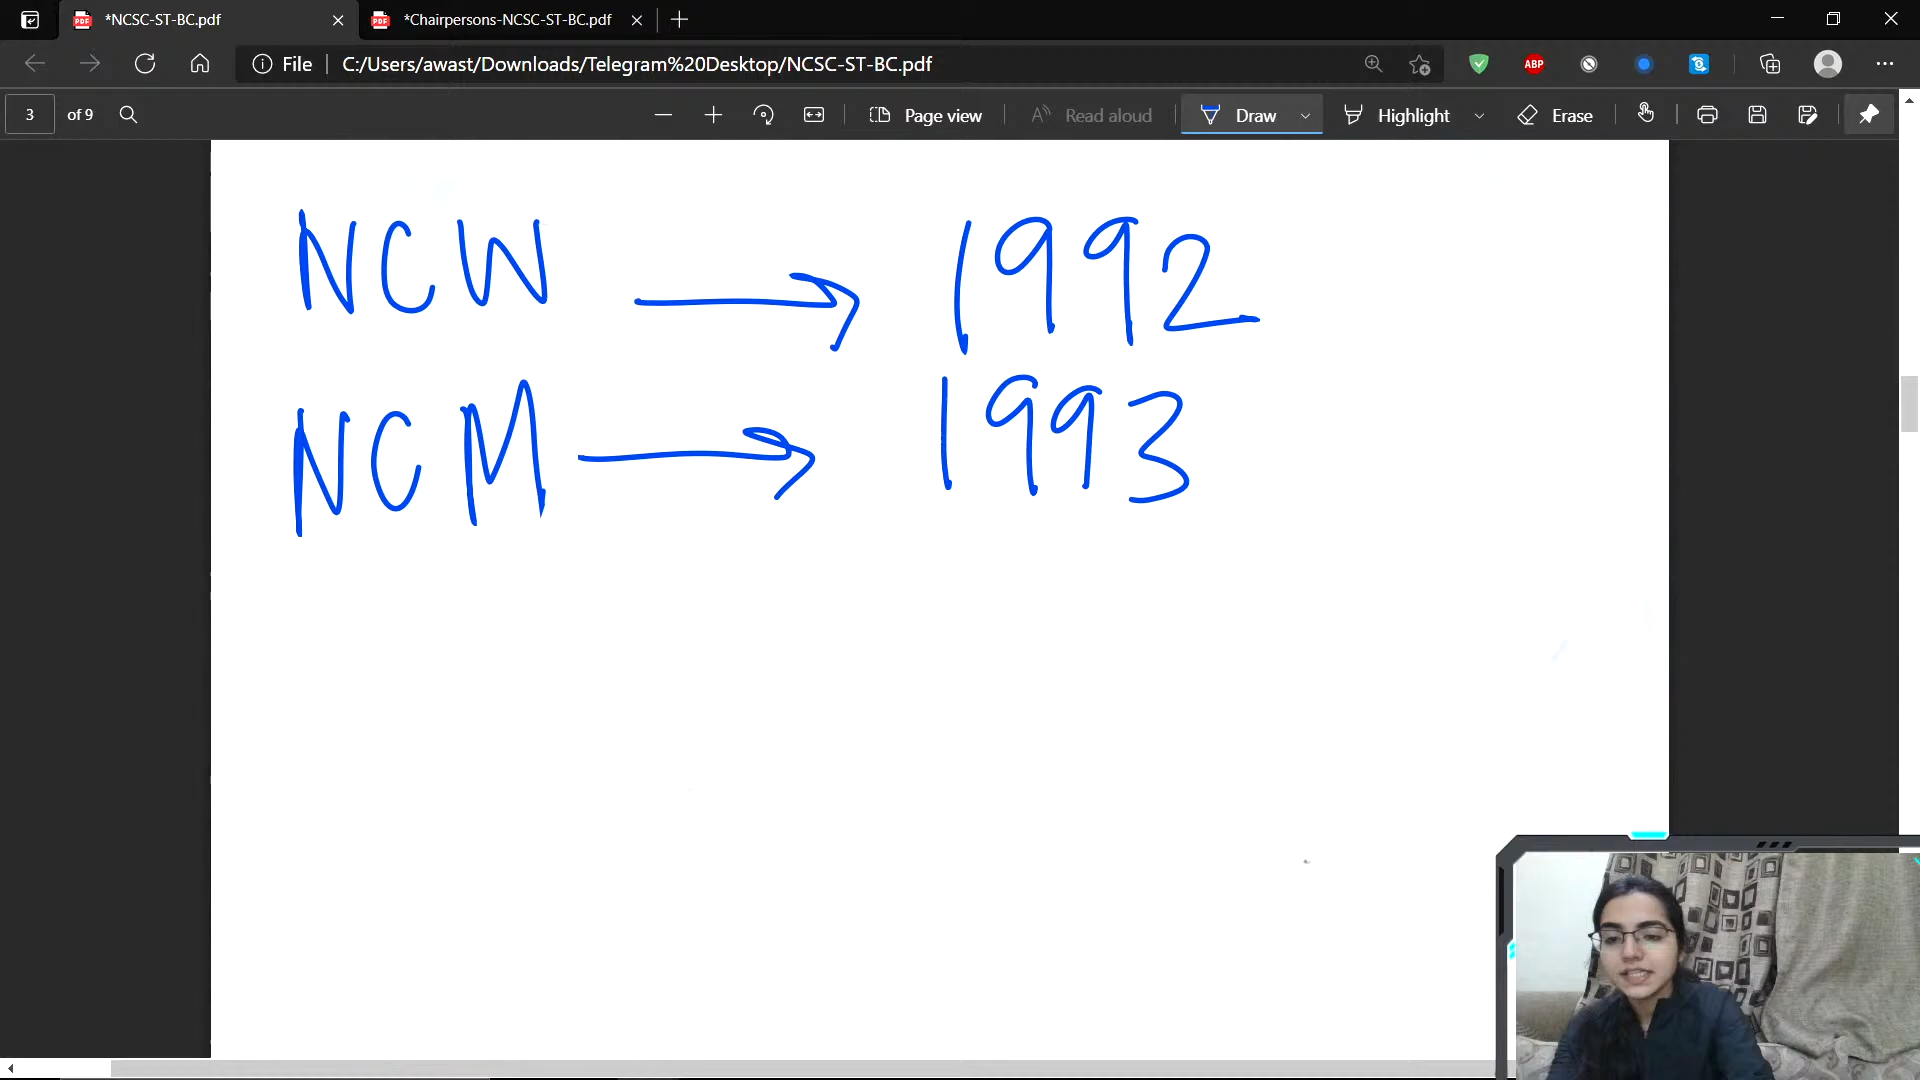 *NCSC-ST-BC.pdf
*Chairpersons-NCSC-ST-BC.pdf
File
C:/Users/awast/Downloads/Telegram%20Desktop/NCSC-ST-BC.pdf
ABP
3 of 9
Page view
Read aloud
Draw
Highlight
Erase
NCW → 1992
NCM → 1993